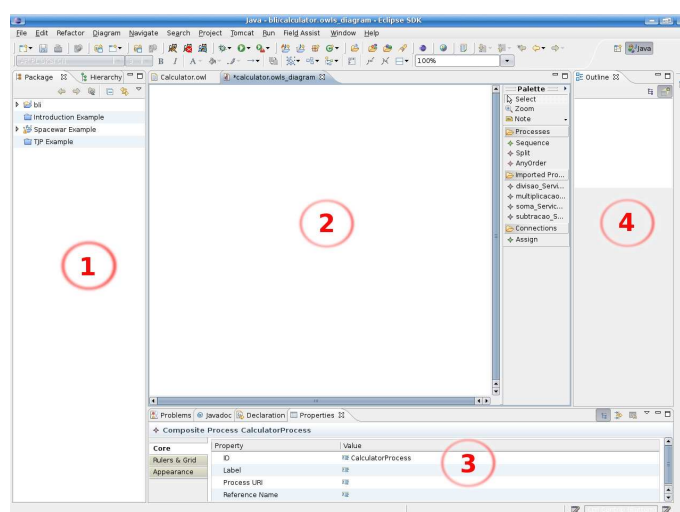 Java - bli/calculator.owls_diagram - Eclipse SDK
File Edit Refactor Diagram Navigate Search Project Tomcat Run Field Assist Window Help
Java
B I A
100%
Package Hierarchy
Calculator.owl *calculator.owls_diagram
Outline
bli
Introduction Example
Spacewar Example
TJP Example
Palette
Select
Zoom
Note
Processes
Sequence
Split
AnyOrder
Imported Pro...
divisao_Servi...
multiplicacao...
soma_Servic...
subtracao_S...
Connections
Assign
1
2
4
Problems Javadoc Declaration Properties
Composite Process CalculatorProcess
Core
Rulers & Grid
Appearance
Property Value
ID CalculatorProcess
Label
Process URI
Reference Name
3